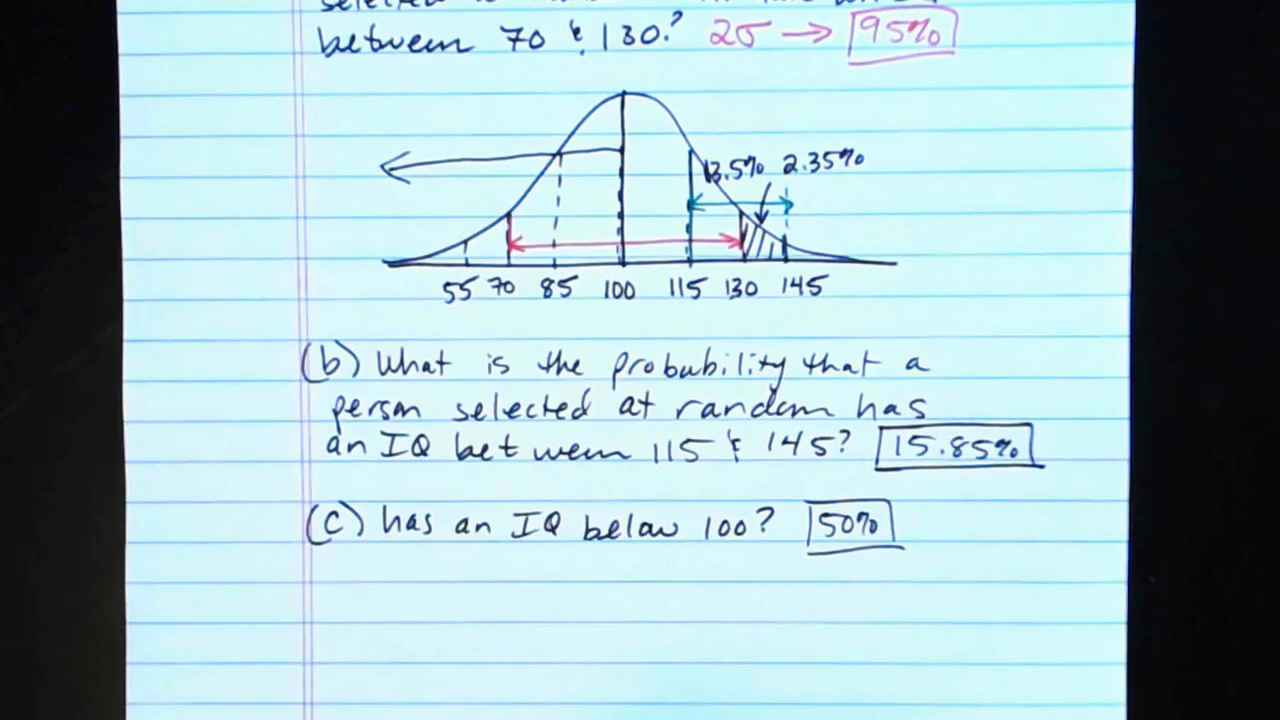 between 70 & 130? 2σ → 95%
13.5% 2.35%
55 70 85 100 115 130 145
(b) What is the probability that a
person selected at random has
an IQ between 115 & 145? 15.85%
(c) has an IQ below 100? 50%